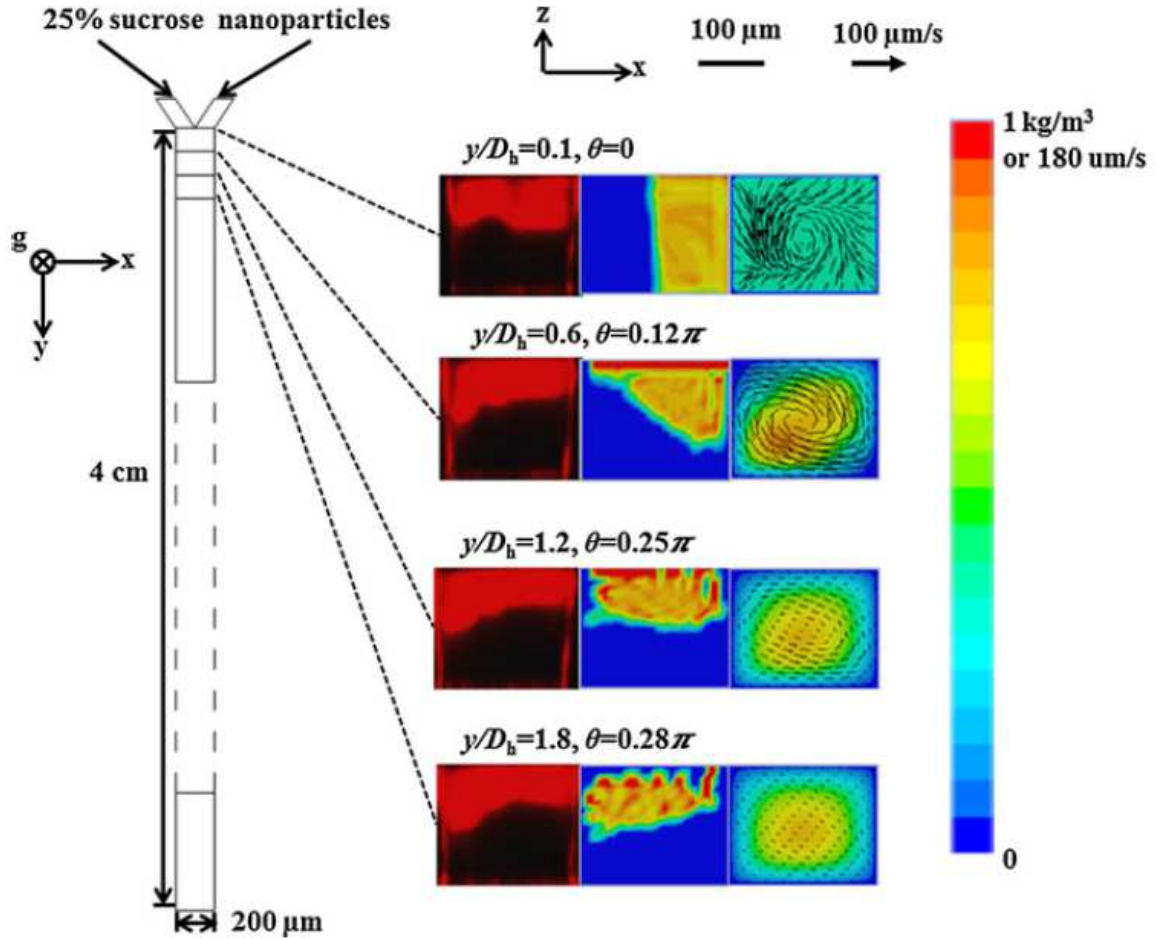 25% sucrose nanoparticles
z
x
100 µm
100 µm/s
1 kg/m³
or 180 um/s
y/Dh=0.1, θ=0
g
x
y
y/Dh=0.6, θ=0.12π
4 cm
y/Dh=1.2, θ=0.25π
y/Dh=1.8, θ=0.28π
0
200 µm